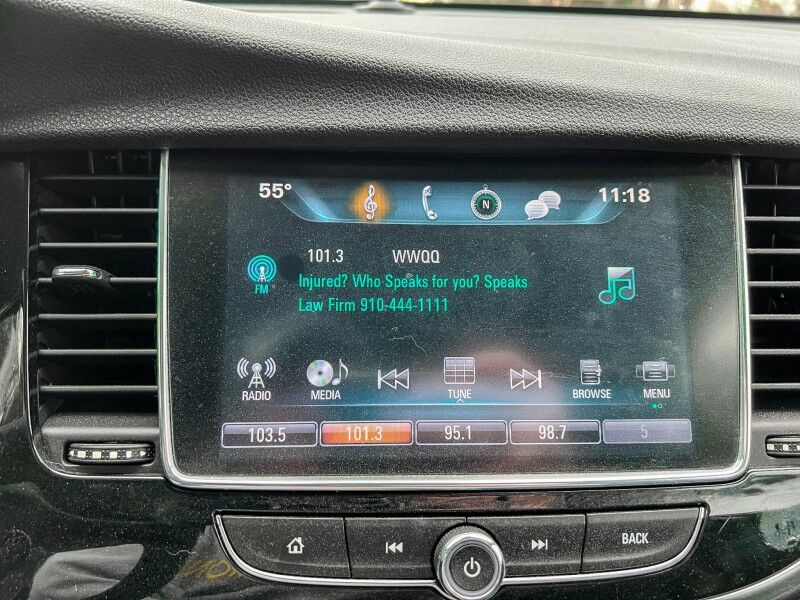 55° N 11:18
101.3 WWQQ
FM
Injured? Who Speaks for you? Speaks
Law Firm 910-444-1111
RADIO MEDIA TUNE BROWSE MENU
103.5 101.3 95.1 98.7 5
BACK